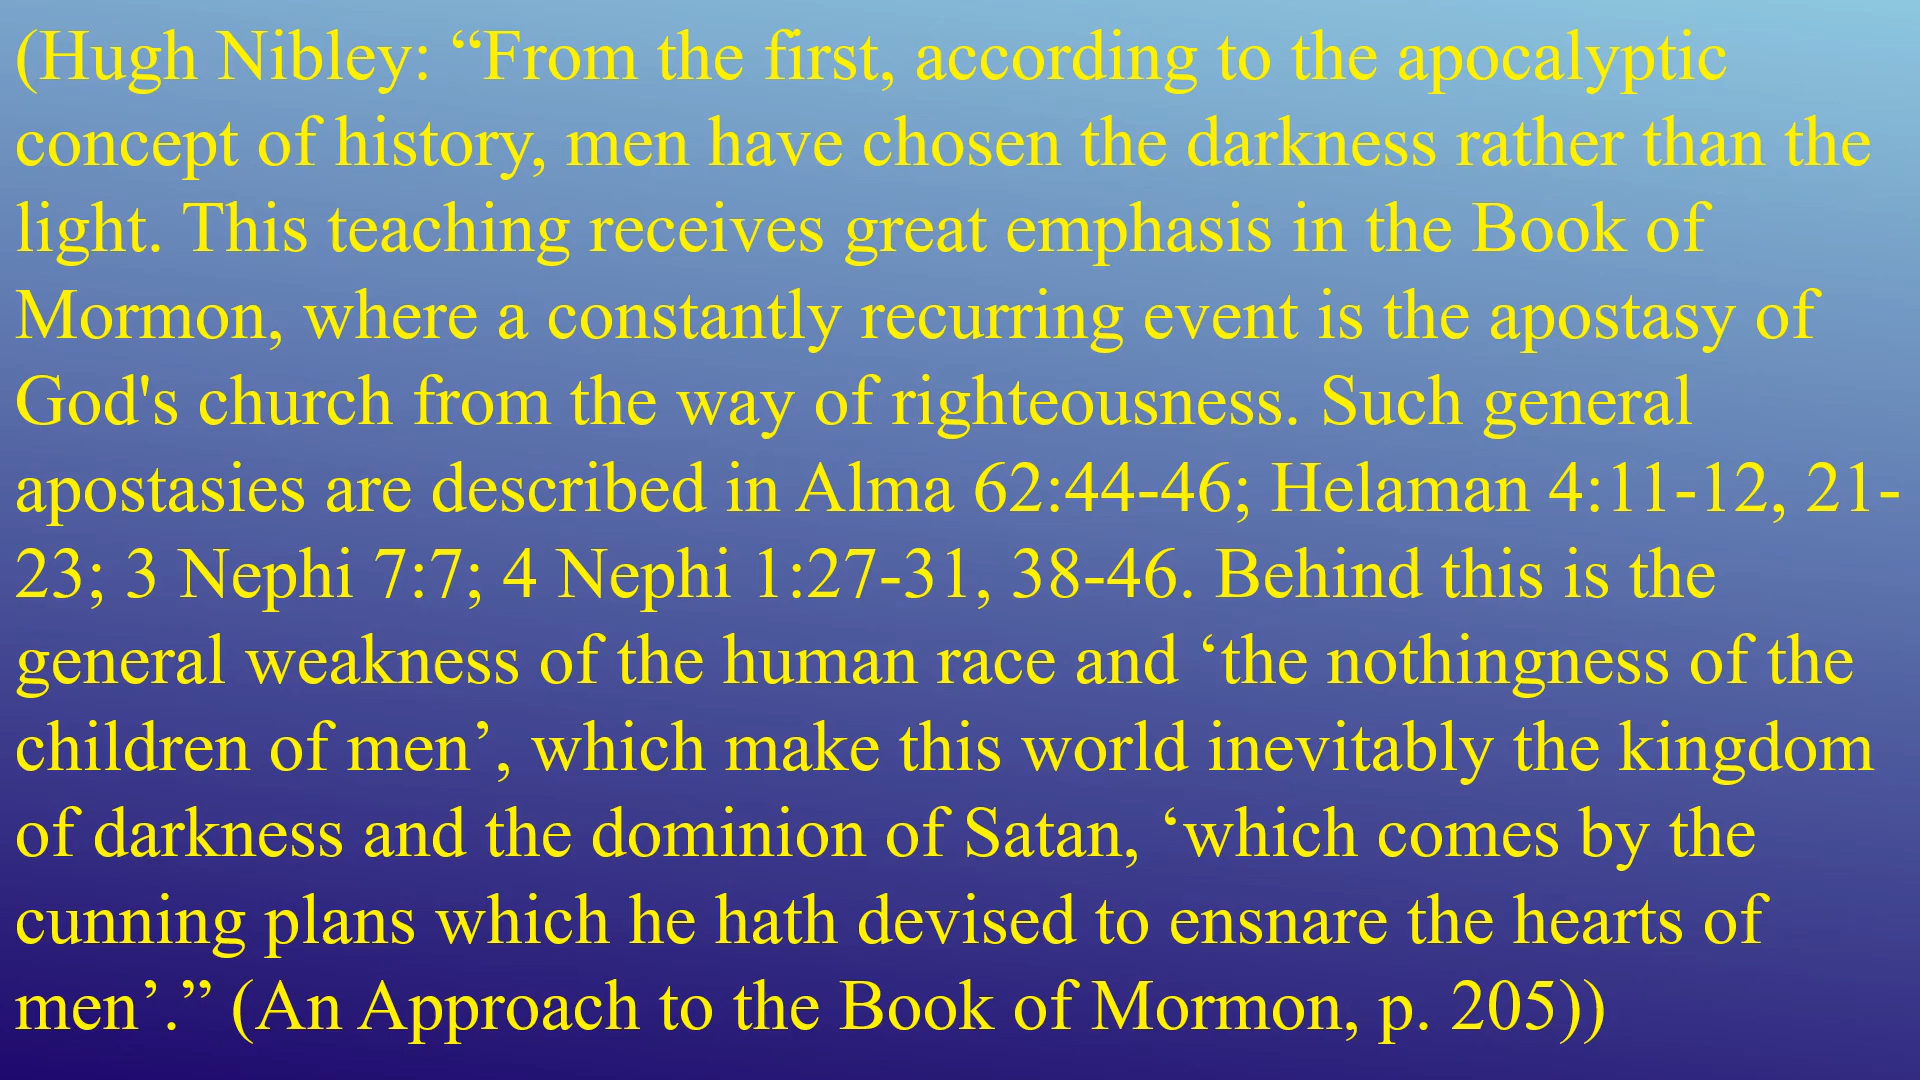 (Hugh Nibley: “From the first, according to the apocalyptic
concept of history, men have chosen the darkness rather than the
light. This teaching receives great emphasis in the Book of
Mormon, where a constantly recurring event is the apostasy of
God's church from the way of righteousness. Such general
apostasies are described in Alma 62:44-46; Helaman 4:11-12, 21-
23; 3 Nephi 7:7; 4 Nephi 1:27-31, 38-46. Behind this is the
general weakness of the human race and ‘the nothingness of the
children of men’, which make this world inevitably the kingdom
of darkness and the dominion of Satan, ‘which comes by the
cunning plans which he hath devised to ensnare the hearts of
men’.” (An Approach to the Book of Mormon, p. 205))